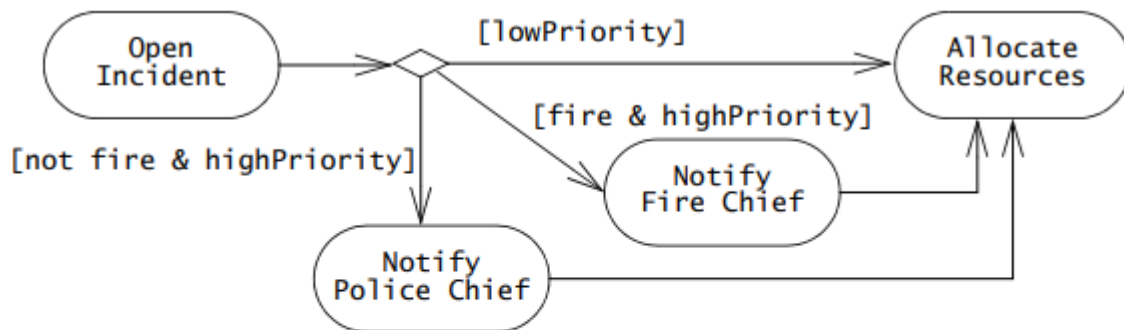 Open
Incident
[lowPriority]
Allocate
Resources
[fire & highPriority]
[not fire & highPriority]
Notify
Fire Chief
Notify
Police Chief